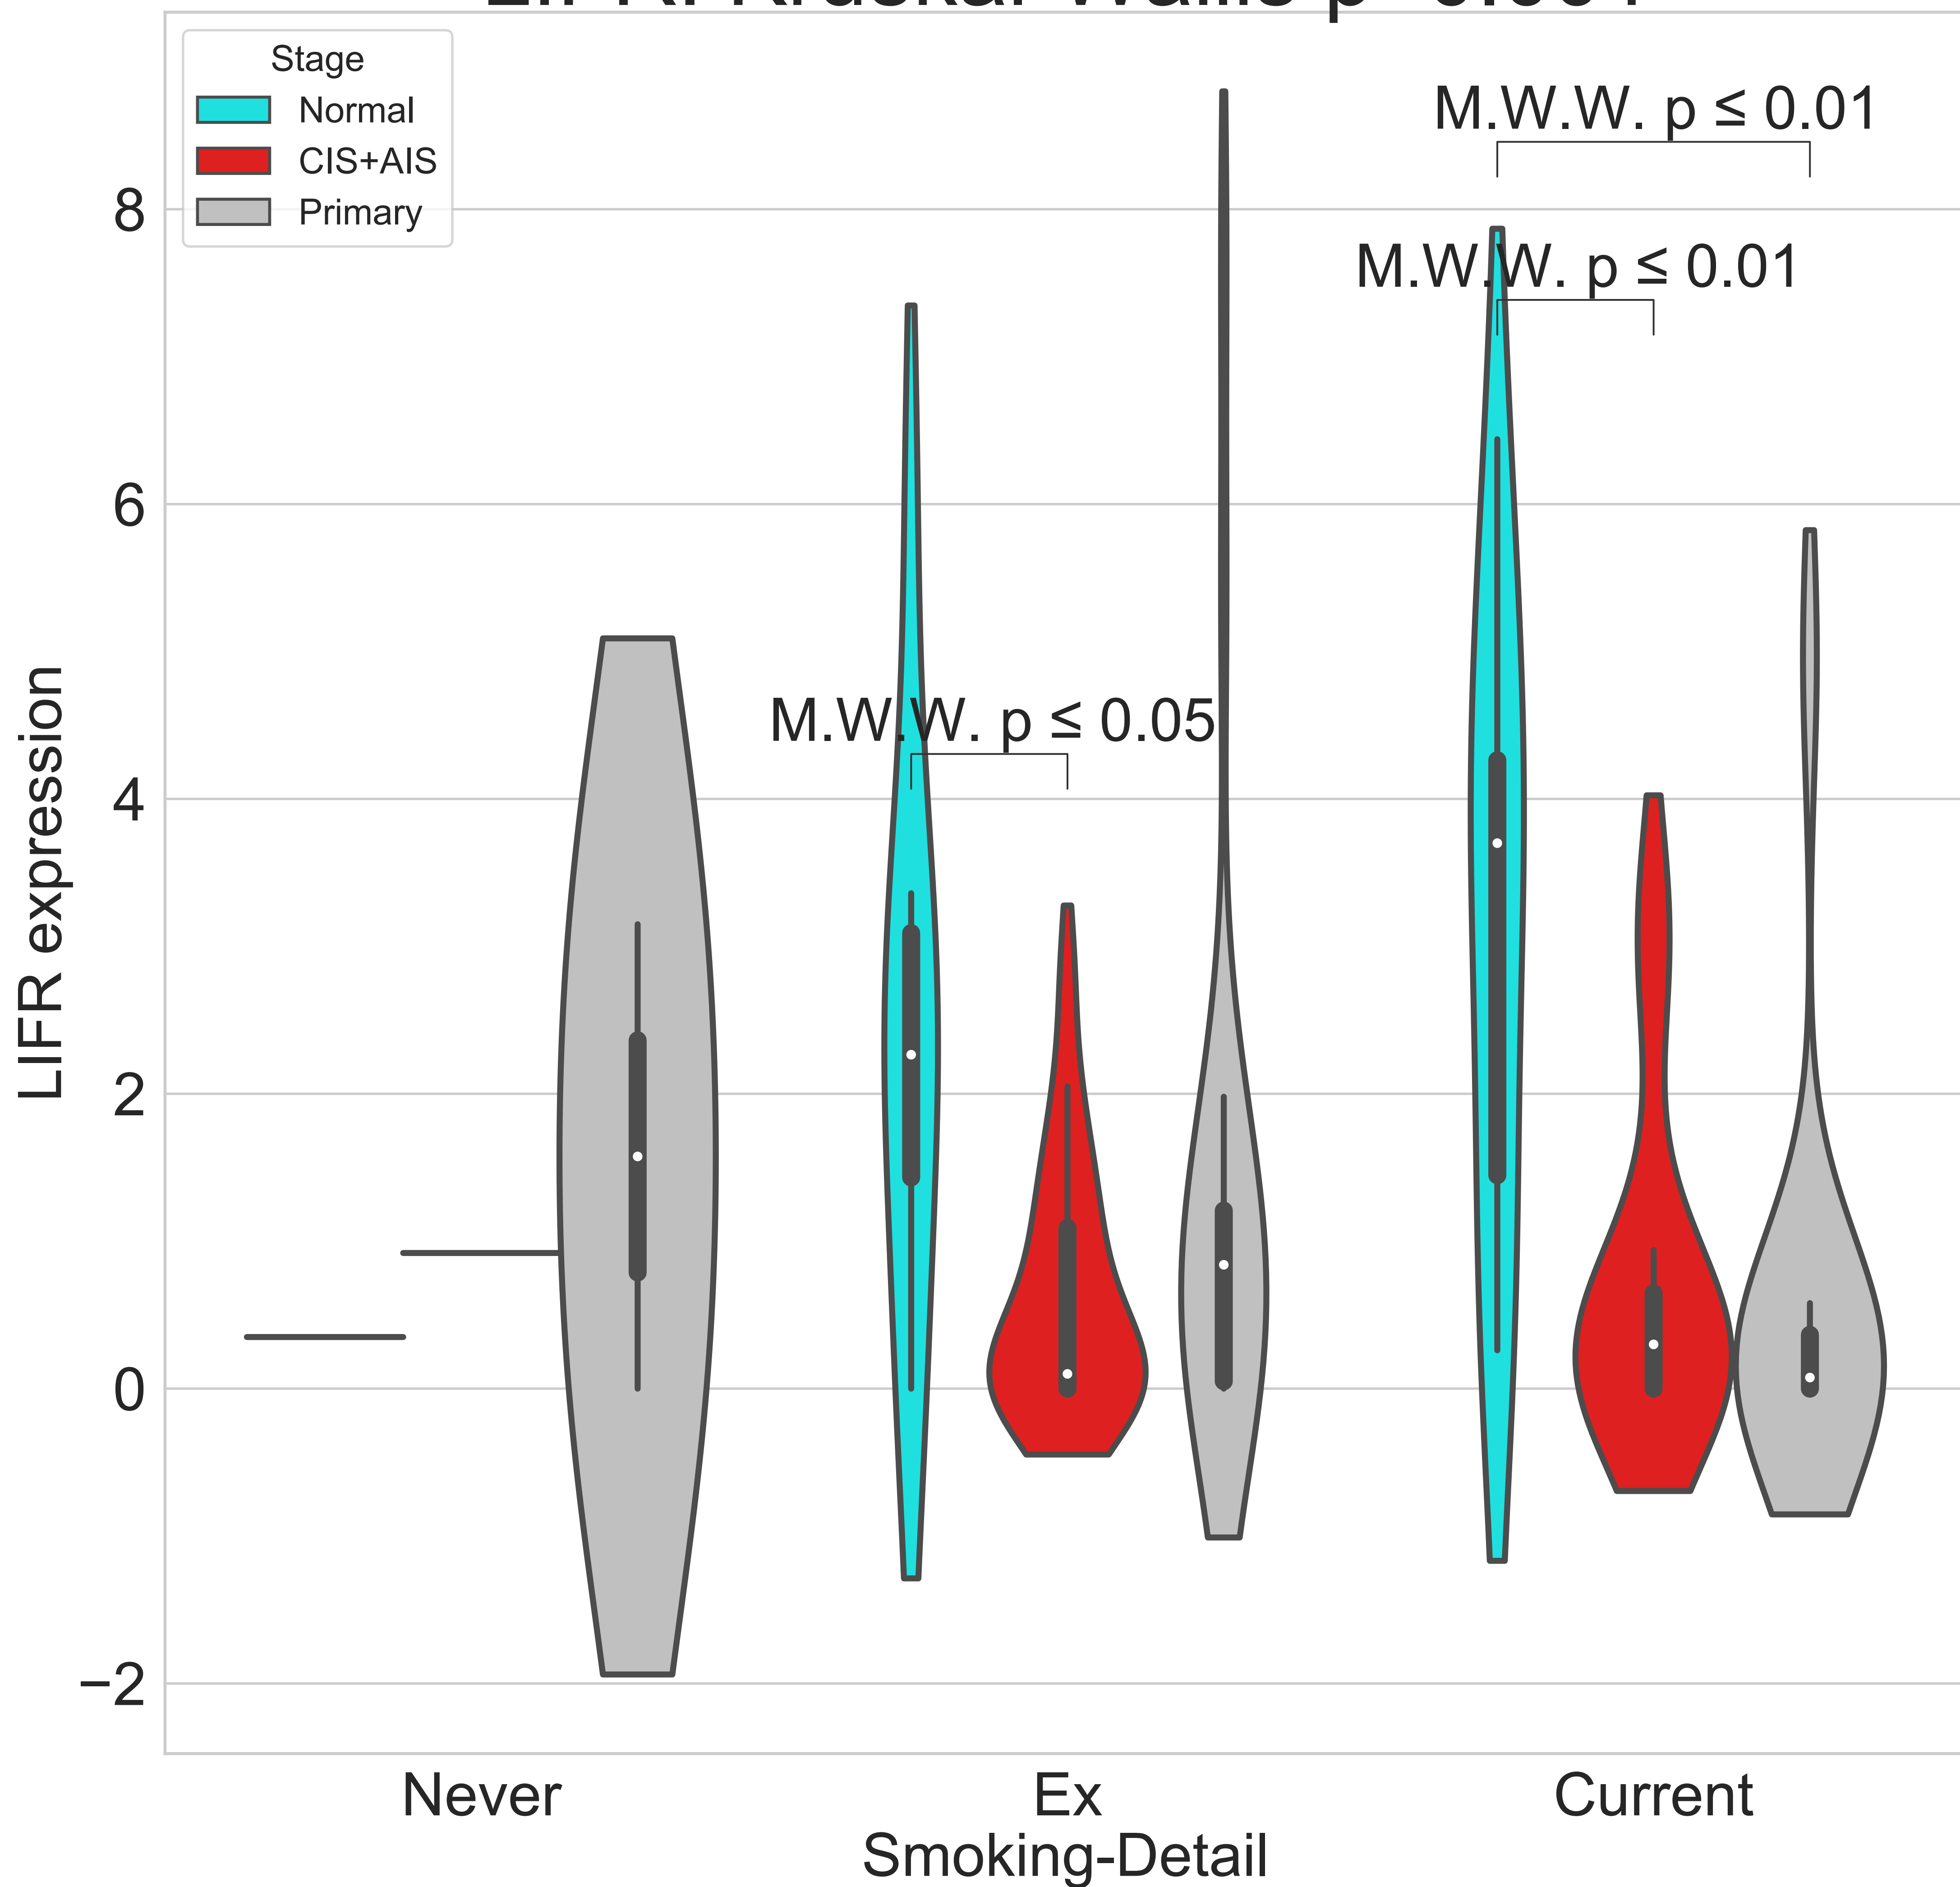 Stage
Normal
CIS+AIS
Primary
M.W.W. p ≤ 0.01
M.W.W. p ≤ 0.01
M.W.W. p ≤ 0.05
8
6
4
2
0
−2
LIFR expression
Never
Ex
Current
Smoking-Detail